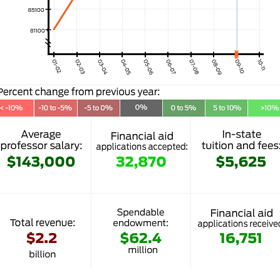 85100
81100
01-02 02-03 03-04 04-05 05-06 06-07 07-08 08-09 09-10 10-11
Percent change from previous year:
< -10% -10 to -5% -5 to 0% 0% 0 to 5% 5 to 10% >10%
Average professor salary:
$143,000
Financial aid applications accepted:
32,870
In-state tuition and fees:
$5,625
Total revenue:
$2.2
billion
Spendable endowment:
$62.4
million
Financial aid applications received
16,751